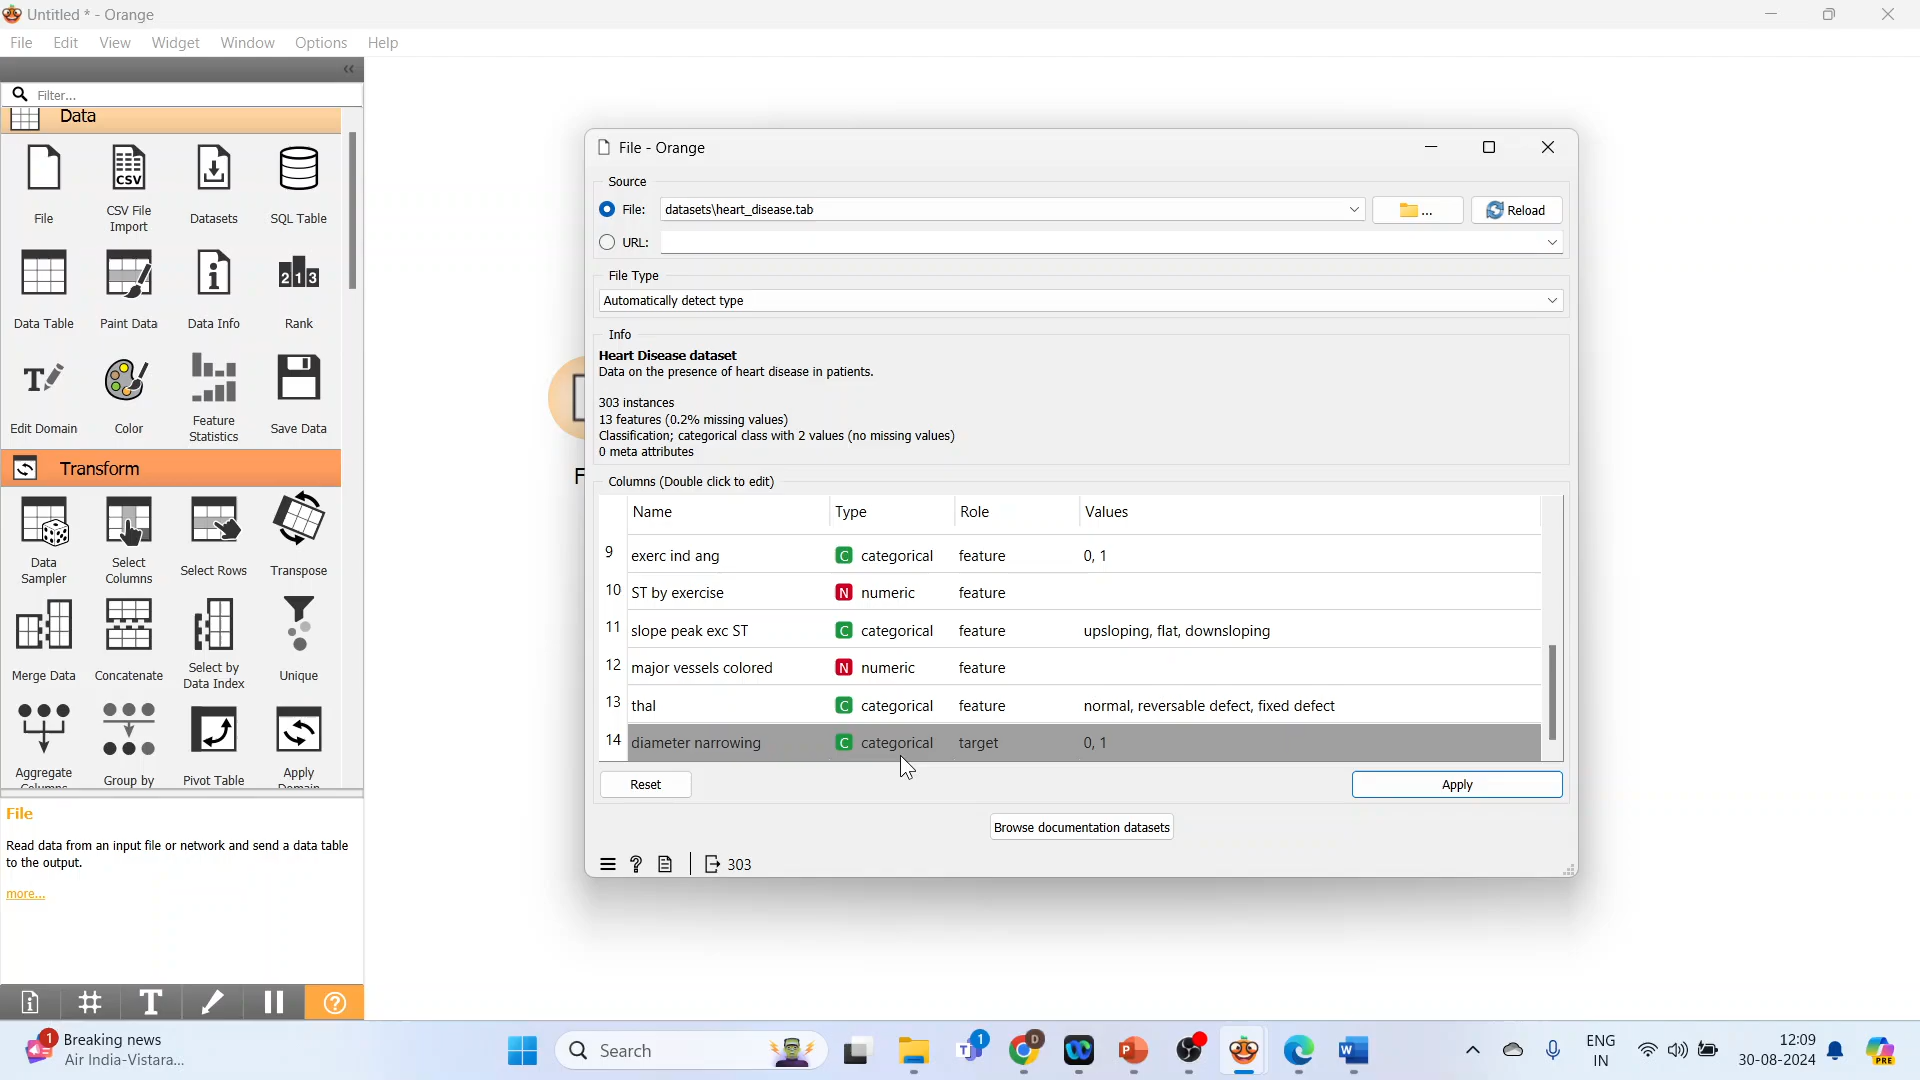 Untitled * - Orange
File Edit View Widget Window Options Help
Filter...
Data
File CSV File Import Datasets SQL Table
Data Table Paint Data Data Info Rank
Edit Domain Color Feature Statistics Save Data
Transform
Data Sampler Select Columns Select Rows Transpose
Merge Data Concatenate Select by Data Index Unique
Aggregate Columns Group by Pivot Table Apply Domain
File
Read data from an input file or network and send a data table
to the output.
more...
File - Orange
Source
File: datasets\heart_disease.tab ... Reload
URL:
File Type
Automatically detect type
Info
Heart Disease dataset
Data on the presence of heart disease in patients.
303 instances
13 features (0.2% missing values)
Classification; categorical class with 2 values (no missing values)
0 meta attributes
Columns (Double click to edit)
Name Type Role Values
9 exerc ind ang C categorical feature 0, 1
10 ST by exercise N numeric feature
11 slope peak exc ST C categorical feature upsloping, flat, downsloping
12 major vessels colored N numeric feature
13 thal C categorical feature normal, reversable defect, fixed defect
14 diameter narrowing C categorical target 0, 1
Reset Apply
Browse documentation datasets
303
F
1 Breaking news
Air India-Vistara...
Search
1
D
ENG
IN
12:09
30-08-2024
PRE